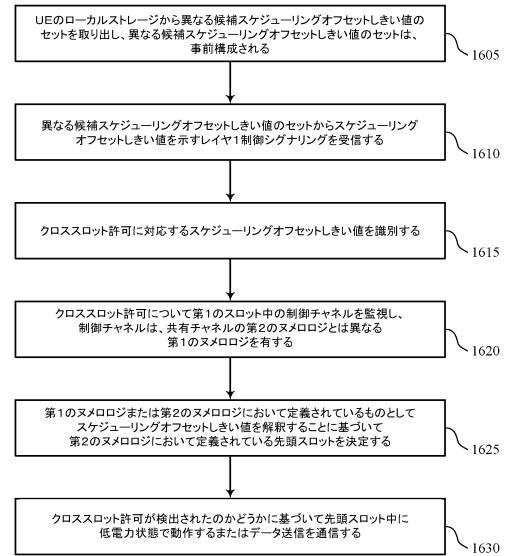 UEのローカルストレージから異なる候補スケジューリングオフセットしきい値の
セットを取り出し、異なる候補スケジューリングオフセットしきい値のセットは、
事前構成される
1605
異なる候補スケジューリングオフセットしきい値のセットからスケジューリング
オフセットしきい値を示すレイヤ1制御シグナリングを受信する
1610
クロススロット許可に対応するスケジューリングオフセットしきい値を識別する
1615
クロススロット許可について第1のスロット中の制御チャネルを監視し、
制御チャネルは、共有チャネルの第2のヌメロロジとは異なる
第1のヌメロロジを有する
1620
第1のヌメロロジまたは第2のヌメロロジにおいて定義されているものとして
スケジューリングオフセットしきい値を解釈することに基づいて
第2のヌメロロジにおいて定義されている先頭スロットを決定する
1625
クロススロット許可が検出されたのかどうかに基づいて先頭スロット中に
低電力状態で動作するまたはデータ送信を通信する
1630